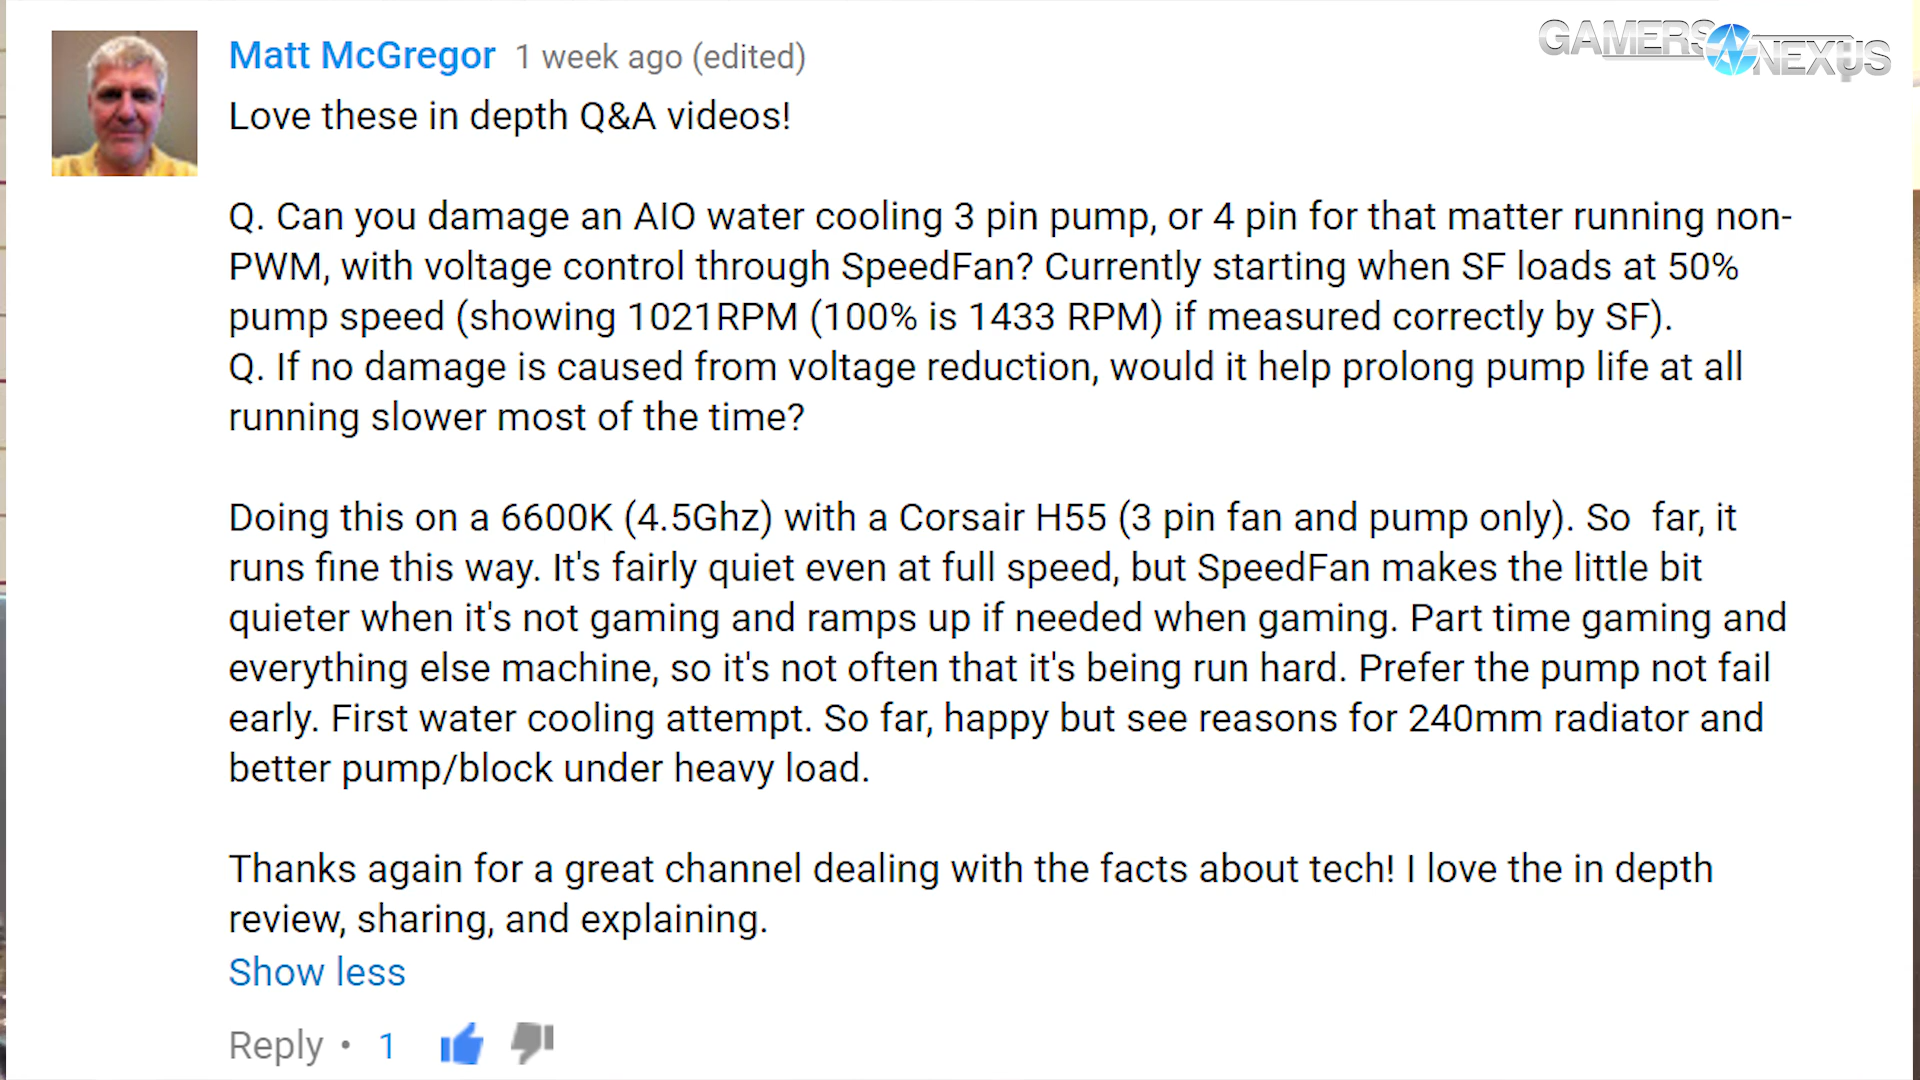 GAMERS NEXUS
Matt McGregor 1 week ago (edited)
Love these in depth Q&A videos!
Q. Can you damage an AIO water cooling 3 pin pump, or 4 pin for that matter running non-
PWM, with voltage control through SpeedFan? Currently starting when SF loads at 50%
pump speed (showing 1021RPM (100% is 1433 RPM) if measured correctly by SF).
Q. If no damage is caused from voltage reduction, would it help prolong pump life at all
running slower most of the time?
Doing this on a 6600K (4.5Ghz) with a Corsair H55 (3 pin fan and pump only). So  far, it
runs fine this way. It's fairly quiet even at full speed, but SpeedFan makes the little bit
quieter when it's not gaming and ramps up if needed when gaming. Part time gaming and
everything else machine, so it's not often that it's being run hard. Prefer the pump not fail
early. First water cooling attempt. So far, happy but see reasons for 240mm radiator and
better pump/block under heavy load.
Thanks again for a great channel dealing with the facts about tech! I love the in depth
review, sharing, and explaining.
Show less
Reply • 1